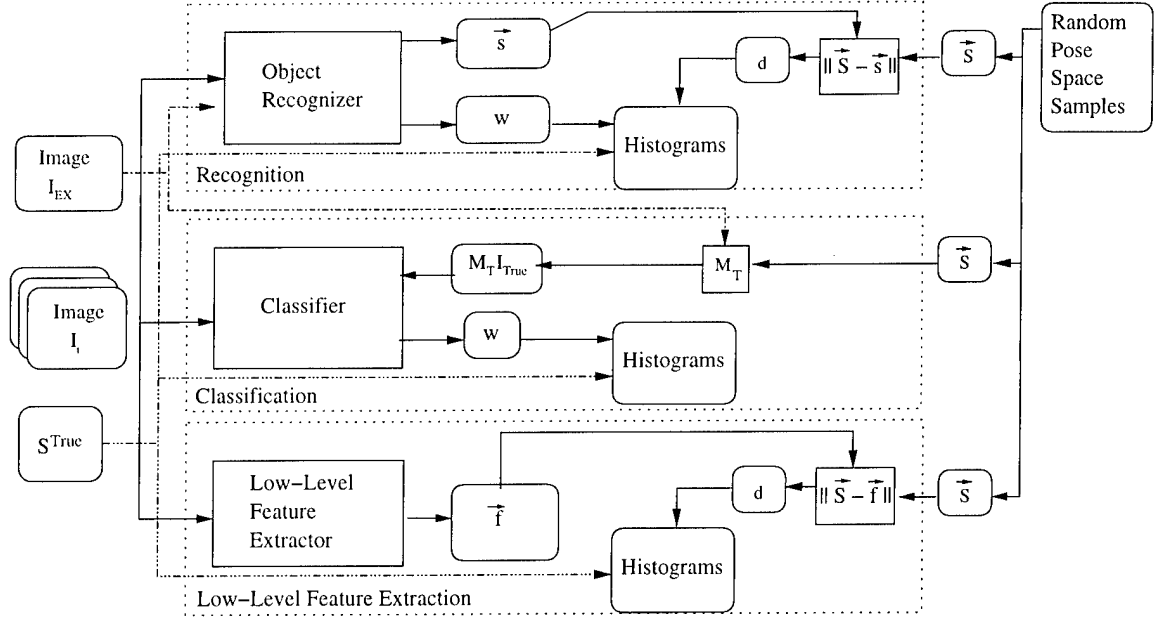 Image
I_EX
Image
I_i
S^True
Object
Recognizer
s⃗
w
d
|| S⃗ – s⃗ ||
S⃗
Histograms
Recognition
Random
Pose
Space
Samples
Classifier
M_T I_True
M_T
S⃗
w
Histograms
Classification
Low–Level
Feature
Extractor
f⃗
d
|| S⃗ – f⃗ ||
S⃗
Histograms
Low–Level Feature Extraction